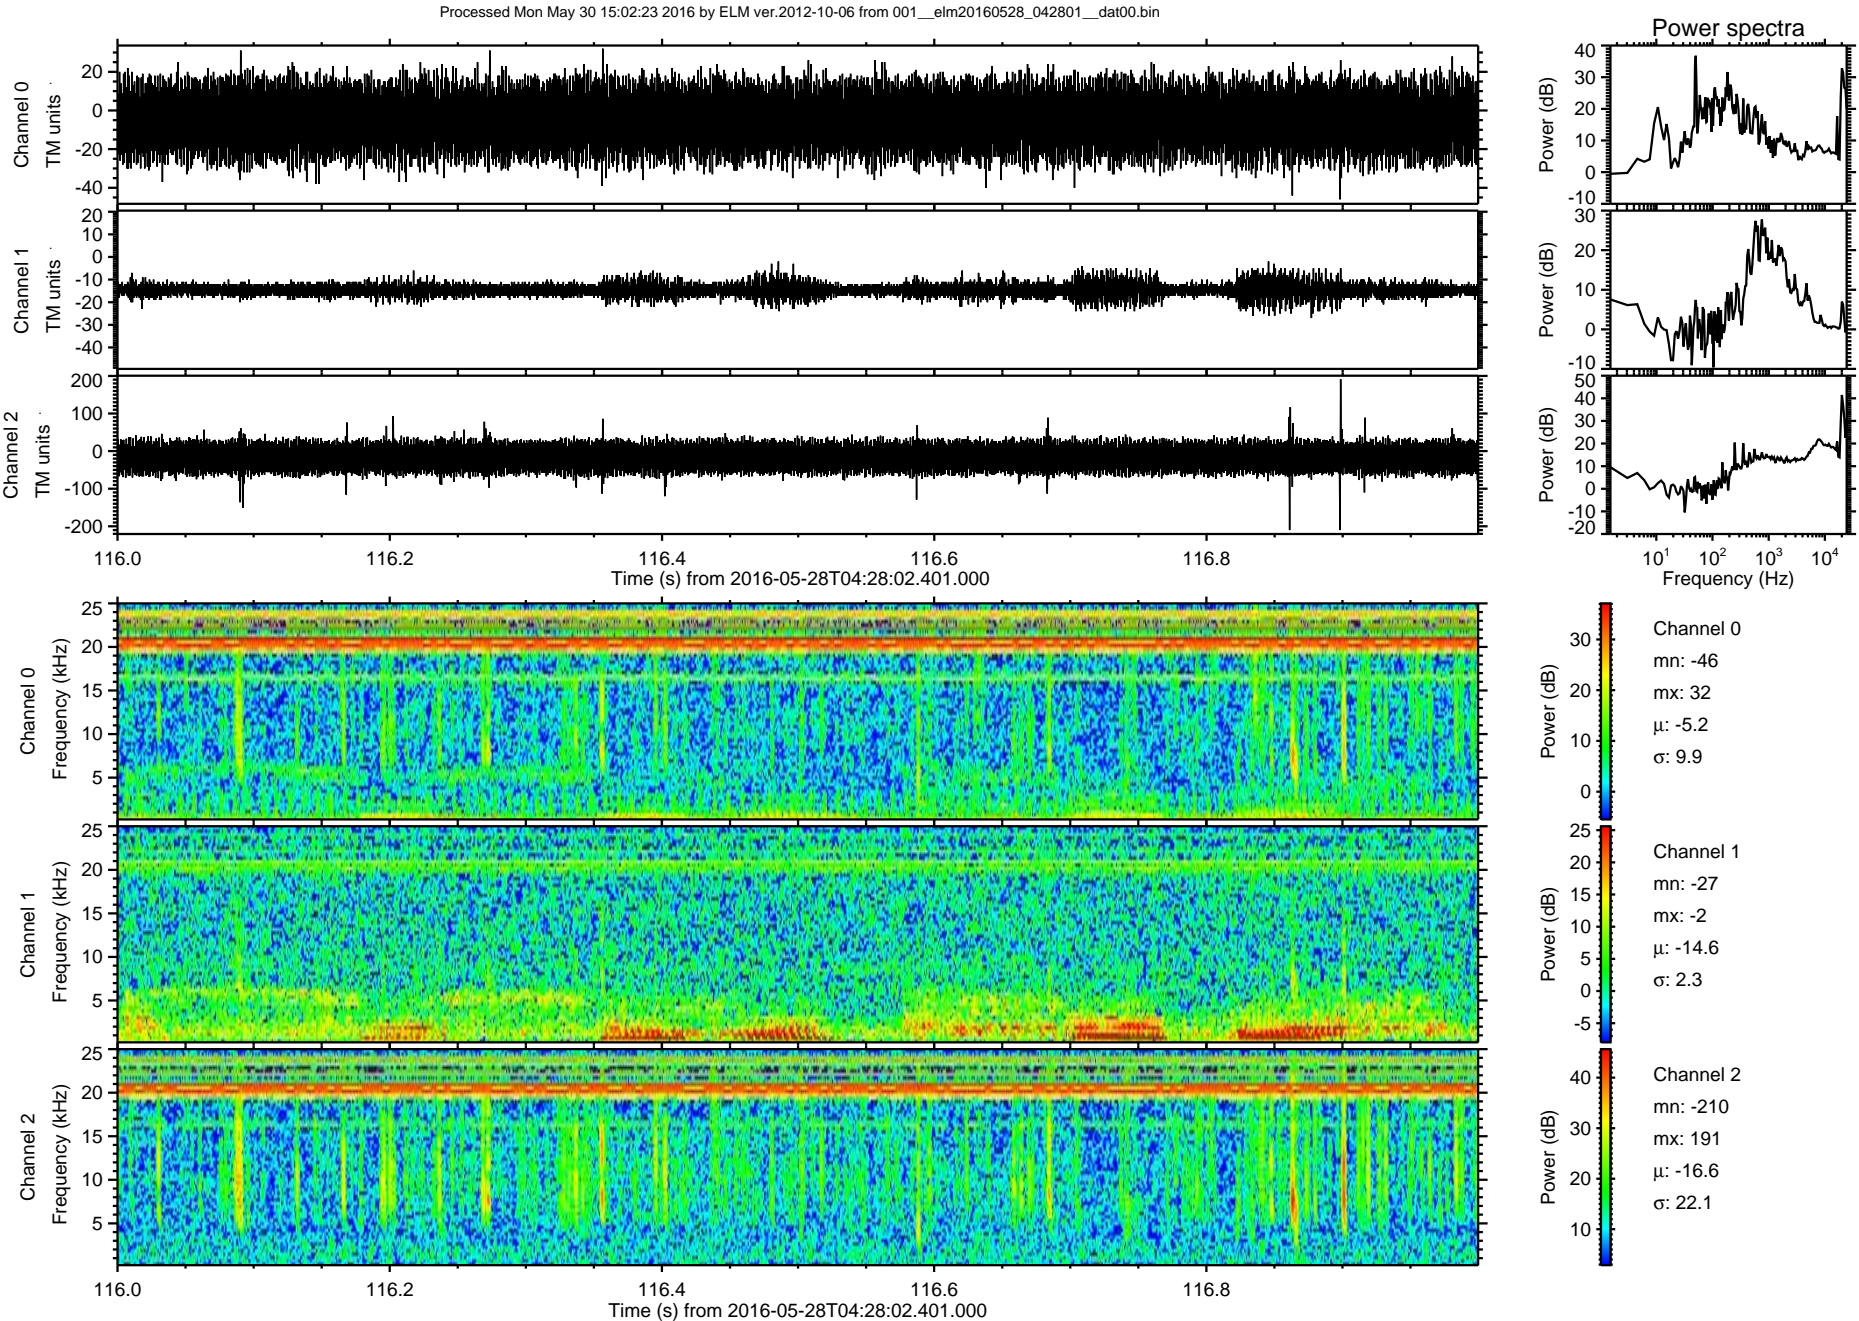 Processed Mon May 30 15:02:23 2016 by ELM ver.2012-10-06 from 001__elm20160528_042801__dat00.bin
Power spectra
Channel 0
TM units
20
0
-20
-40
Power (dB)
40
30
20
10
0
-10
Channel 1
TM units
20
10
0
-10
-20
-30
-40
Power (dB)
30
20
10
0
-10
Channel 2
TM units
200
100
0
-100
-200
Power (dB)
50
40
30
20
10
0
-10
-20
116.0 116.2 116.4 116.6 116.8
Time (s) from 2016-05-28T04:28:02.401.000
10^1 10^2 10^3 10^4
Frequency (Hz)
Channel 0
Frequency (kHz)
25
20
15
10
5
Power (dB)
30
20
10
0
Channel 0
mn: -46
mx: 32
μ: -5.2
σ: 9.9
Channel 1
Frequency (kHz)
25
20
15
10
5
Power (dB)
25
20
15
10
5
0
-5
Channel 1
mn: -27
mx: -2
μ: -14.6
σ: 2.3
Channel 2
Frequency (kHz)
25
20
15
10
5
Power (dB)
40
30
20
10
Channel 2
mn: -210
mx: 191
μ: -16.6
σ: 22.1
116.0 116.2 116.4 116.6 116.8
Time (s) from 2016-05-28T04:28:02.401.000